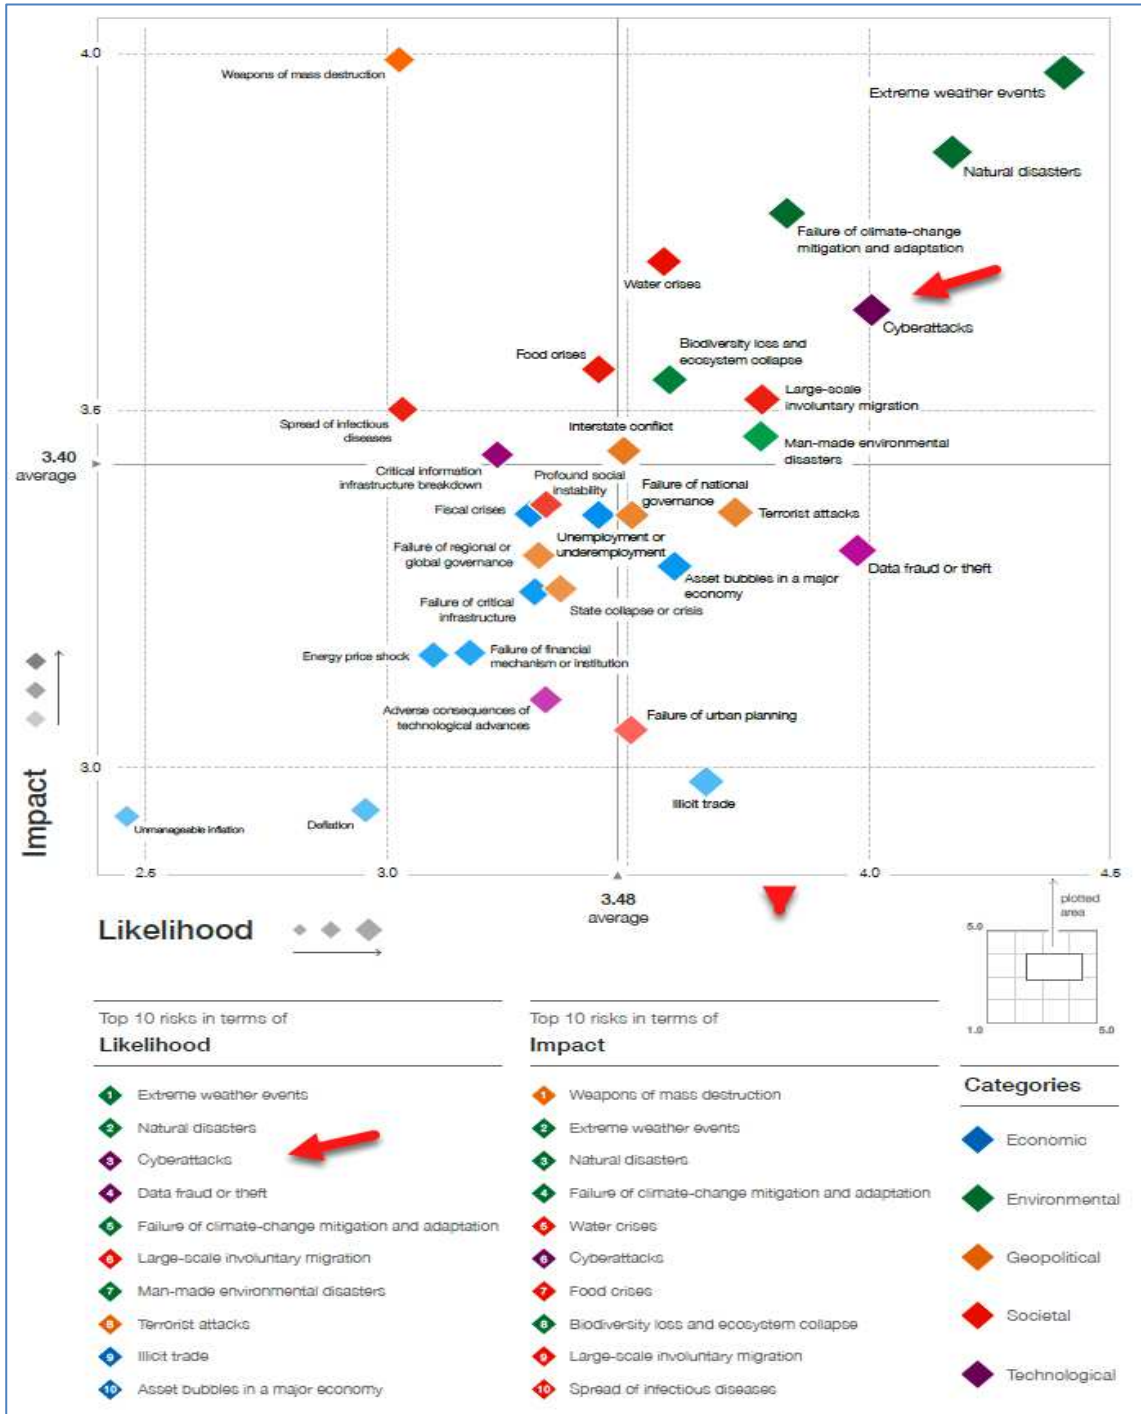 4.0
Weapons of mass destruction
Extreme weather events
Natural disasters
Failure of climate-change
mitigation and adaptation
Water crises
Cyberattacks
Biodiversity loss and
ecosystem collapse
Food crises
Large-scale
involuntary migration
3.5
Spread of infectious
diseases
Interstate conflict
Man-made environmental
disasters
3.40
average
Critical information
infrastructure breakdown
Profound social
instability
Failure of national
governance
Fiscal crises
Terrorist attacks
Unemployment or
underemployment
Failure of regional or
global governance
Data fraud or theft
Asset bubbles in a major
economy
Failure of critical
infrastructure
State collapse or crisis
Energy price shock
Failure of financial
mechanism or institution
Adverse consequences of
technological advances
Failure of urban planning
3.0
Illicit trade
Unmanageable inflation
Deflation
Impact
2.5
3.0
3.48
average
4.0
4.5
plotted
area
Likelihood
5.0
1.0
5.0
Top 10 risks in terms of
Likelihood
1 Extreme weather events
2 Natural disasters
3 Cyberattacks
4 Data fraud or theft
5 Failure of climate-change mitigation and adaptation
6 Large-scale involuntary migration
7 Man-made environmental disasters
8 Terrorist attacks
9 Illicit trade
10 Asset bubbles in a major economy
Top 10 risks in terms of
Impact
1 Weapons of mass destruction
2 Extreme weather events
3 Natural disasters
4 Failure of climate-change mitigation and adaptation
5 Water crises
6 Cyberattacks
7 Food crises
8 Biodiversity loss and ecosystem collapse
9 Large-scale involuntary migration
10 Spread of infectious diseases
Categories
Economic
Environmental
Geopolitical
Societal
Technological